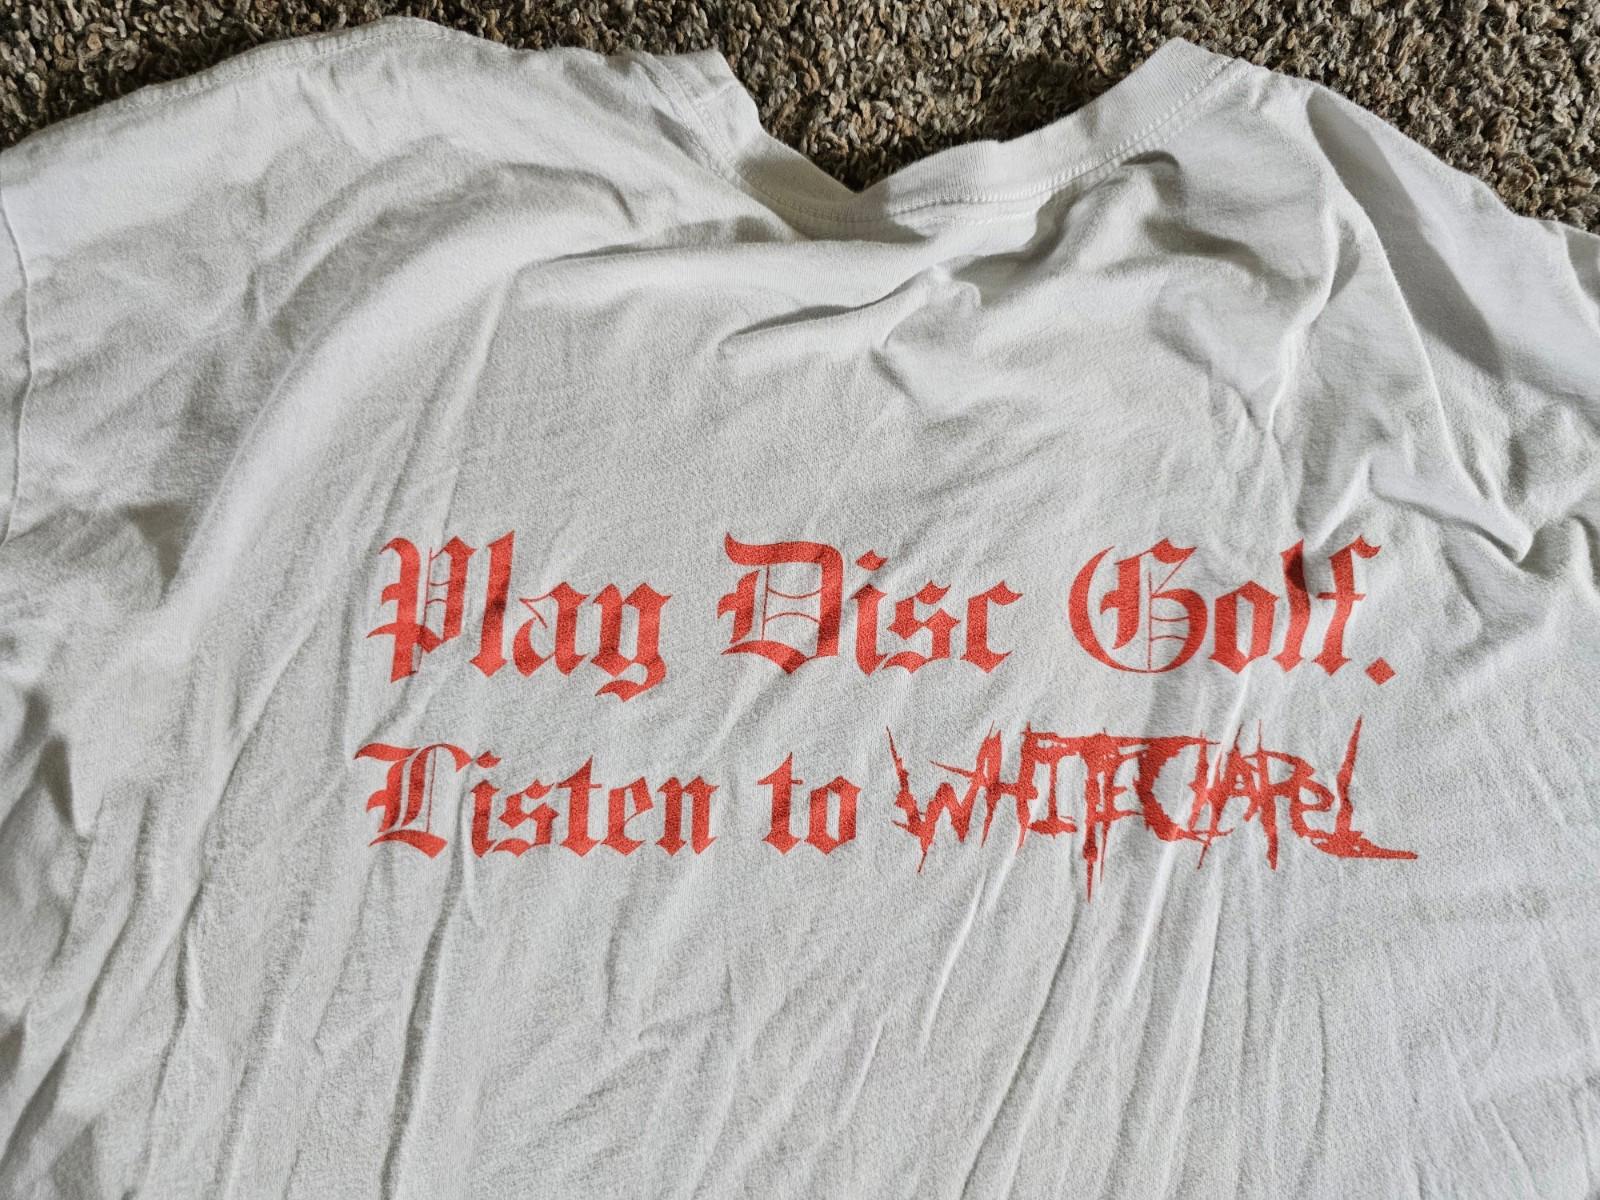 Play Disc Golf.
Listen to WHITECHAPEL